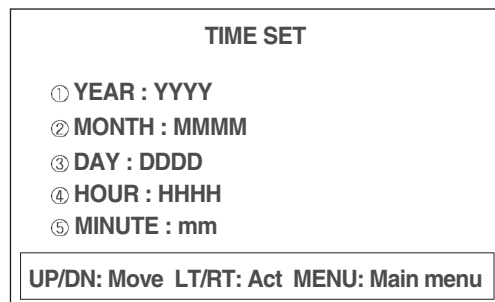 TIME SET
① YEAR : YYYY
② MONTH : MMMM
③ DAY : DDDD
④ HOUR : HHHH
⑤ MINUTE : mm
UP/DN: Move LT/RT: Act MENU: Main menu